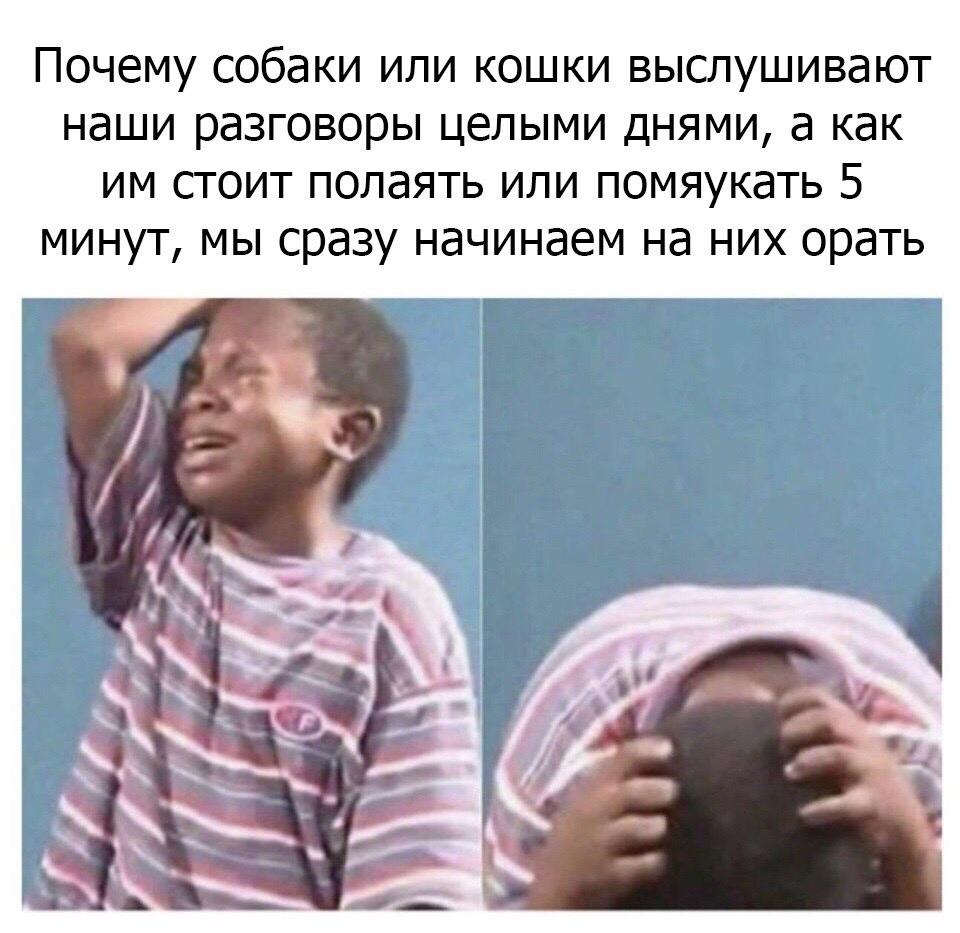 Почему собаки или кошки выслушивают
наши разговоры целыми днями, а как
им стоит полаять или помяукать 5
минут, мы сразу начинаем на них орать